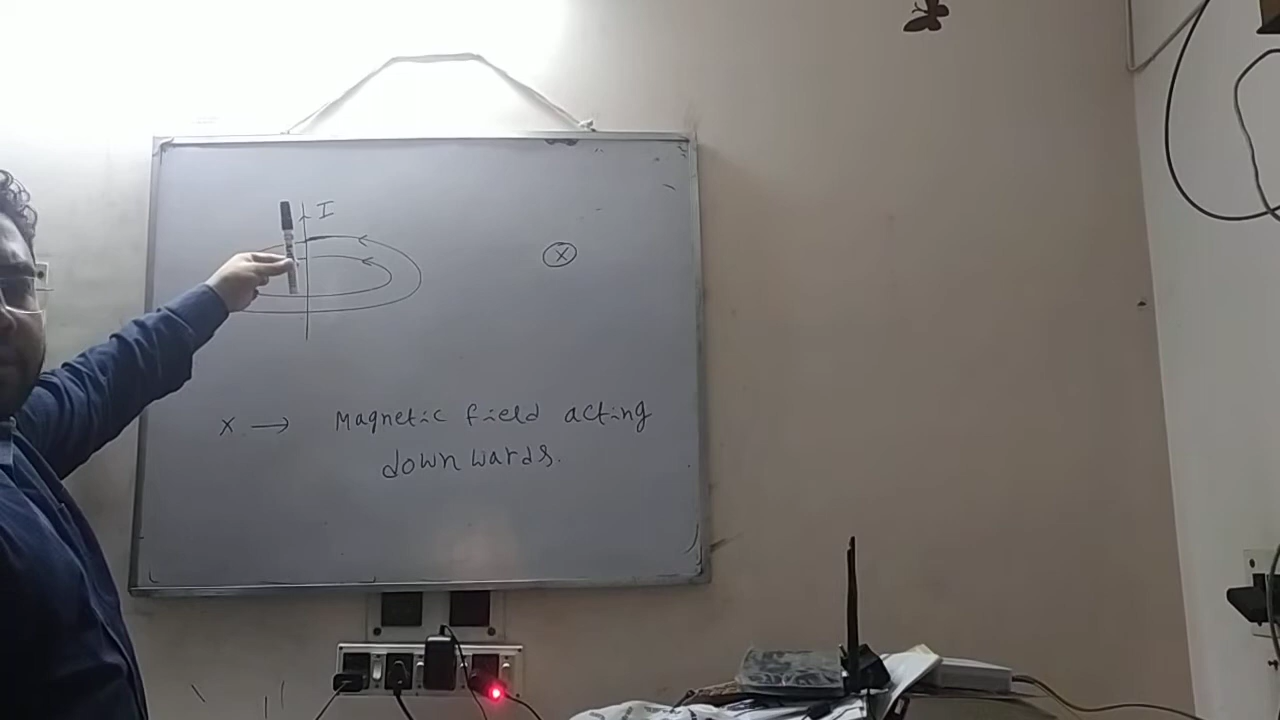 I
X
X → Magnetic field acting
downwards.